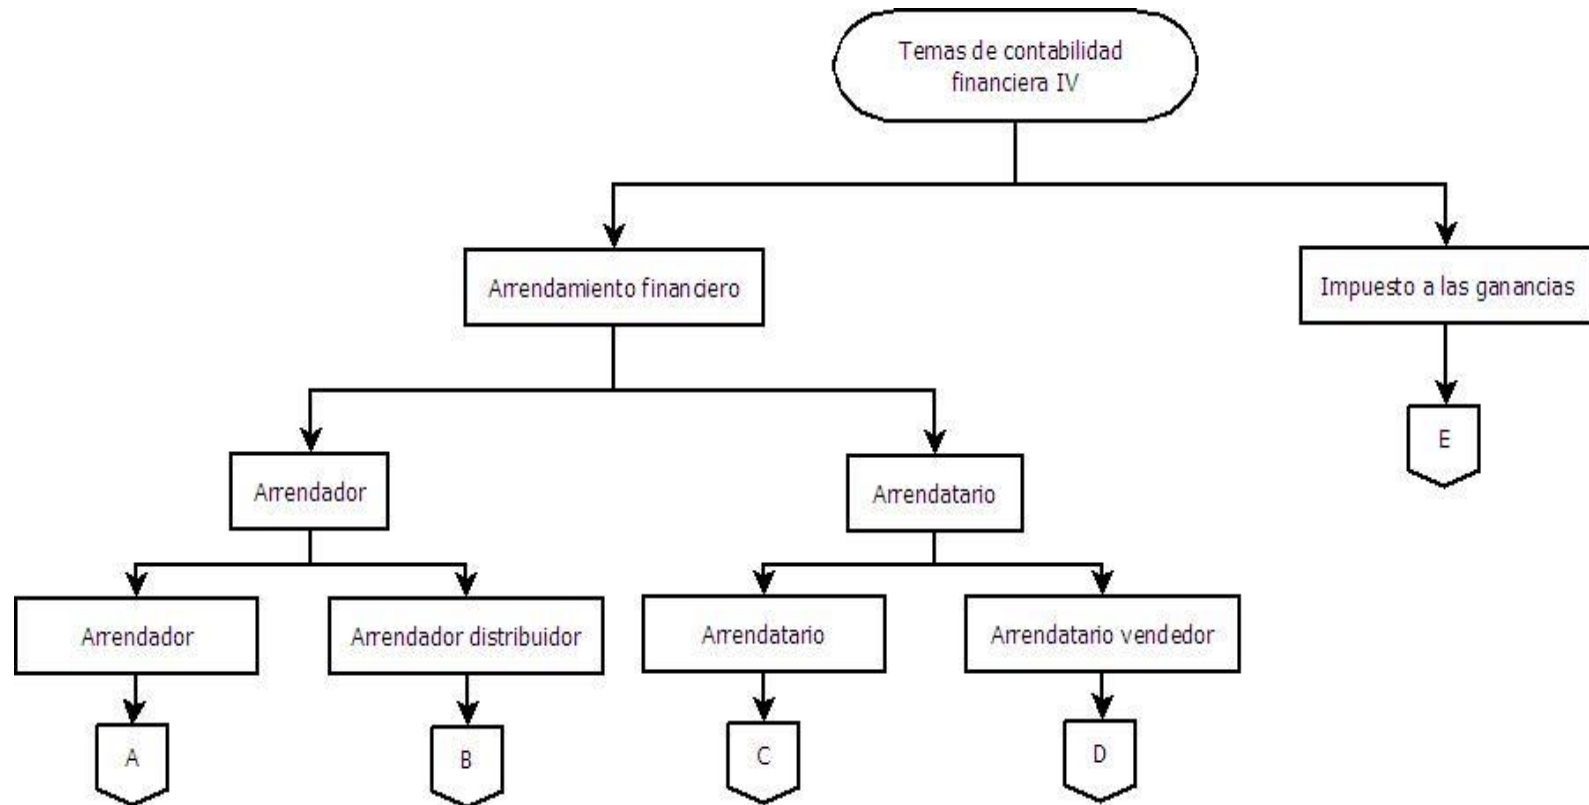 Temas de contabilidad
financiera IV
Arrendamiento financiero
Impuesto a las ganancias
E
Arrendador
Arrendatario
Arrendador
Arrendador distribuidor
Arrendatario
Arrendatario vendedor
A
B
C
D